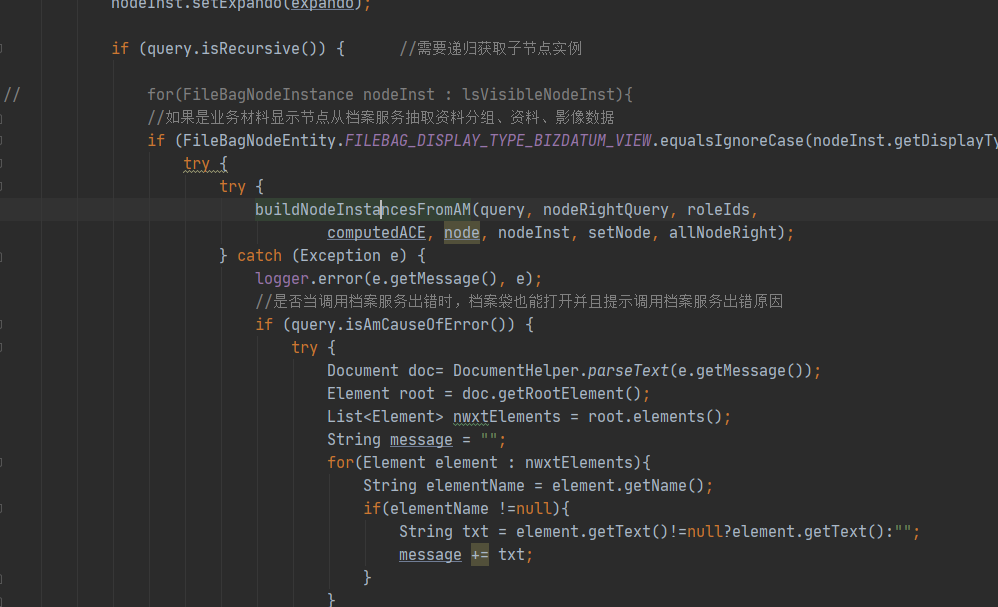 nodeInst.setExpando(expando);
if (query.isRecursive()) {      //需要递归获取子节点实例
//              for(FileBagNodeInstance nodeInst : lsVisibleNodeInst){
//如果是业务材料显示节点从档案服务抽取资料分组、资料、影像数据
if (FileBagNodeEntity.FILEBAG_DISPLAY_TYPE_BIZDATUM_VIEW.equalsIgnoreCase(nodeInst.getDisplayTy
try {
try {
buildNodeInstancesFromAM(query, nodeRightQuery, roleIds,
computedACE, node, nodeInst, setNode, allNodeRight);
} catch (Exception e) {
logger.error(e.getMessage(), e);
//是否当调用档案服务出错时，档案袋也能打开并且提示调用档案服务出错原因
if (query.isAmCauseOfError()) {
try {
Document doc= DocumentHelper.parseText(e.getMessage());
Element root = doc.getRootElement();
List<Element> nwxtElements = root.elements();
String message = "";
for(Element element : nwxtElements){
String elementName = element.getName();
if(elementName !=null){
String txt = element.getText()!=null?element.getText():"";
message += txt;
}
}